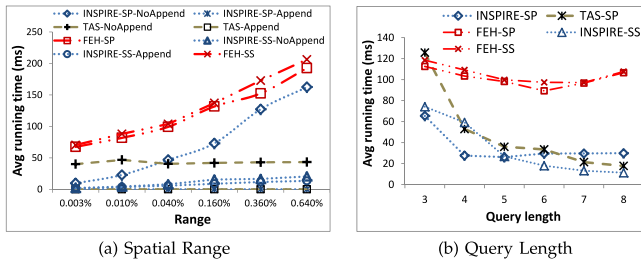 INSPIRE-SP-NoAppend INSPIRE-SP-Append
TAS-NoAppend TAS-Append
FEH-SP INSPIRE-SS-NoAppend
INSPIRE-SS-Append FEH-SS
Avg running time (ms)
250
200
150
100
50
0
0.003% 0.010% 0.040% 0.160% 0.360% 0.640%
Range
(a) Spatial Range
INSPIRE-SP TAS-SP
FEH-SP INSPIRE-SS
FEH-SS
Avg running time (ms)
140
120
100
80
60
40
20
0
3 4 5 6 7 8
Query length
(b) Query Length